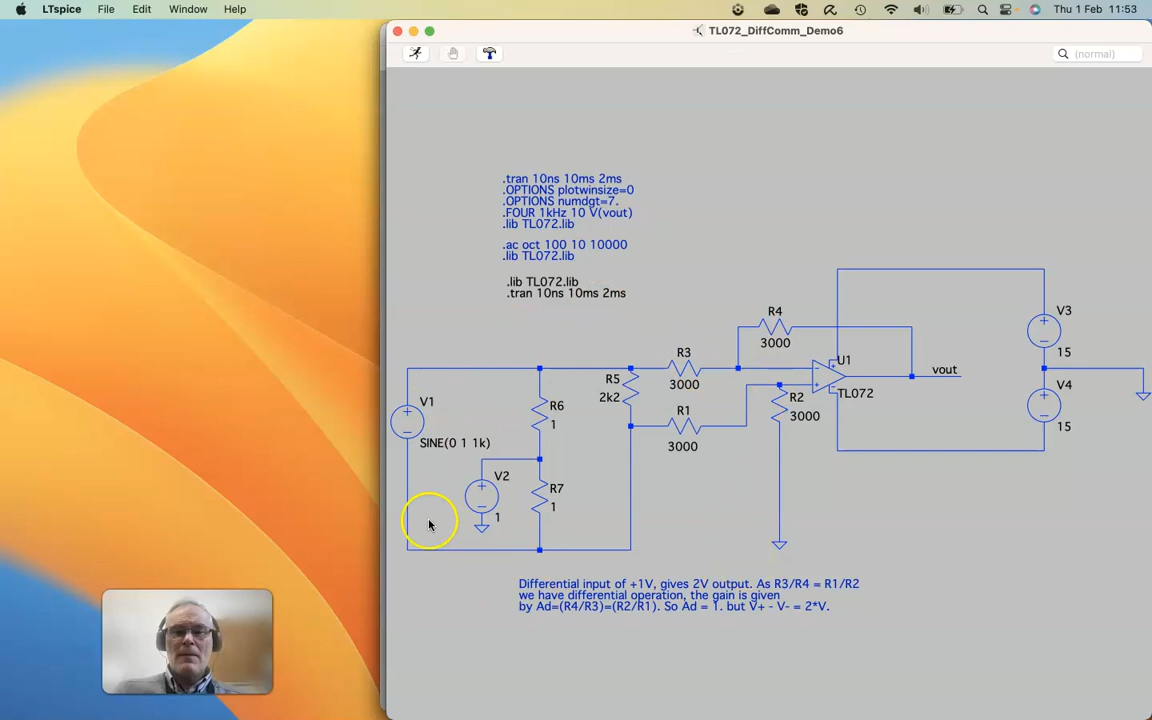 LTspice File Edit Window Help Thu 1 Feb 11:53
TL072_DiffComm_Demo6
(normal)
.tran 10ns 10ms 2ms
.OPTIONS plotwinsize=0
.OPTIONS numdgt=7.
.FOUR 1kHz 10 V(vout)
.lib TL072.lib
.ac oct 100 10 10000
.lib TL072.lib
.lib TL072.lib
.tran 10ns 10ms 2ms
R4
3000
V3
15
R3
3000
U1
vout
TL072
R5
2k2
V4
15
V1
SINE(0 1 1k)
R6
1
R1
3000
R2
3000
V2
1
R7
1
Differential input of +1V, gives 2V output. As R3/R4 = R1/R2
we have differential operation, the gain is given
by Ad=(R4/R3)=(R2/R1). So Ad = 1. but V+ - V- = 2*V.